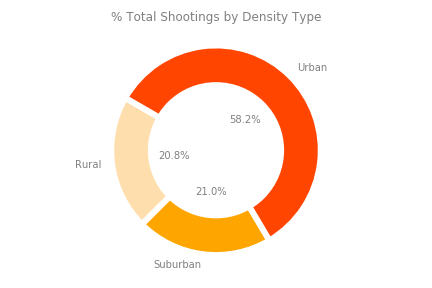 % Total Shootings by Density Type
Urban
58.2%
20.8%
Rural
21.0%
Suburban